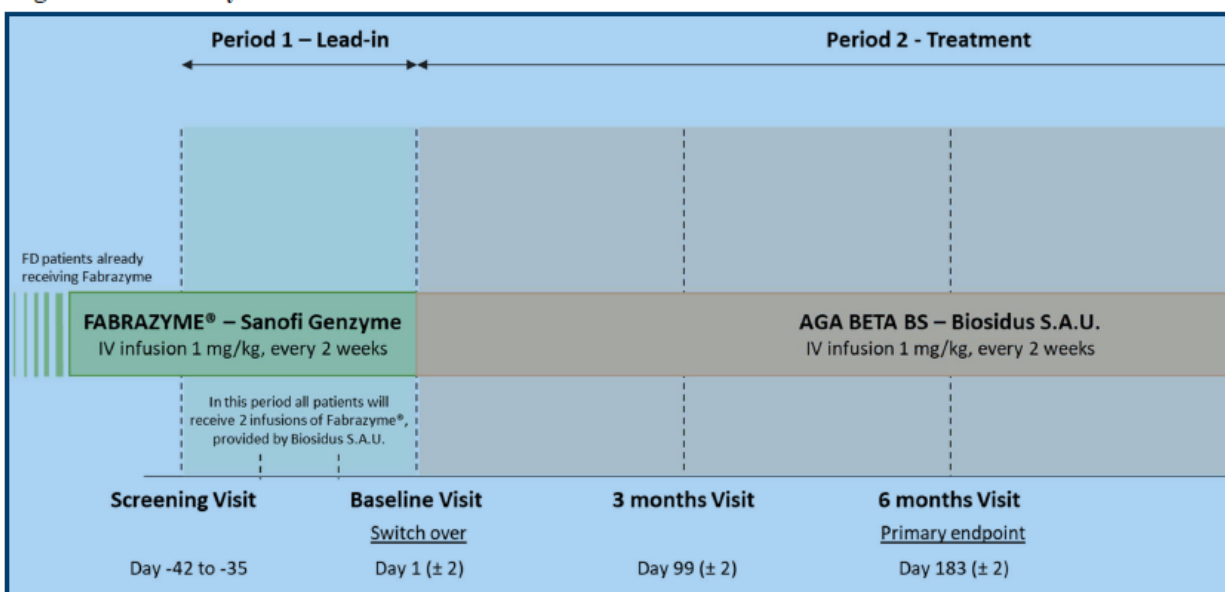 Period 1 – Lead-in
Period 2 - Treatment
FD patients already
receiving Fabrazyme
FABRAZYME® – Sanofi Genzyme
IV infusion 1 mg/kg, every 2 weeks
AGA BETA BS – Biosidus S.A.U.
IV infusion 1 mg/kg, every 2 weeks
In this period all patients will
receive 2 infusions of Fabrazyme®,
provided by Biosidus S.A.U.
Screening Visit
Baseline Visit
3 months Visit
6 months Visit
Switch over
Primary endpoint
Day -42 to -35
Day 1 (± 2)
Day 99 (± 2)
Day 183 (± 2)